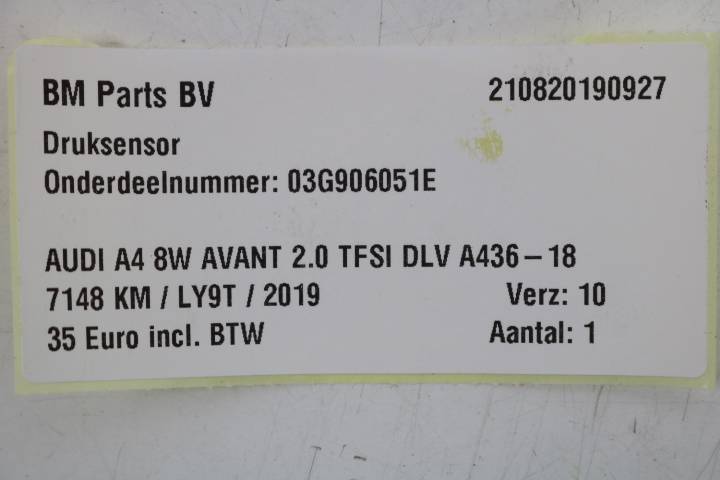 BM Parts BV 210820190927
Druksensor
Onderdeelnummer: 03G906051E
AUDI A4 8W AVANT 2.0 TFSI DLV A436-18
7148 KM / LY9T / 2019 Verz: 10
35 Euro incl. BTW Aantal: 1